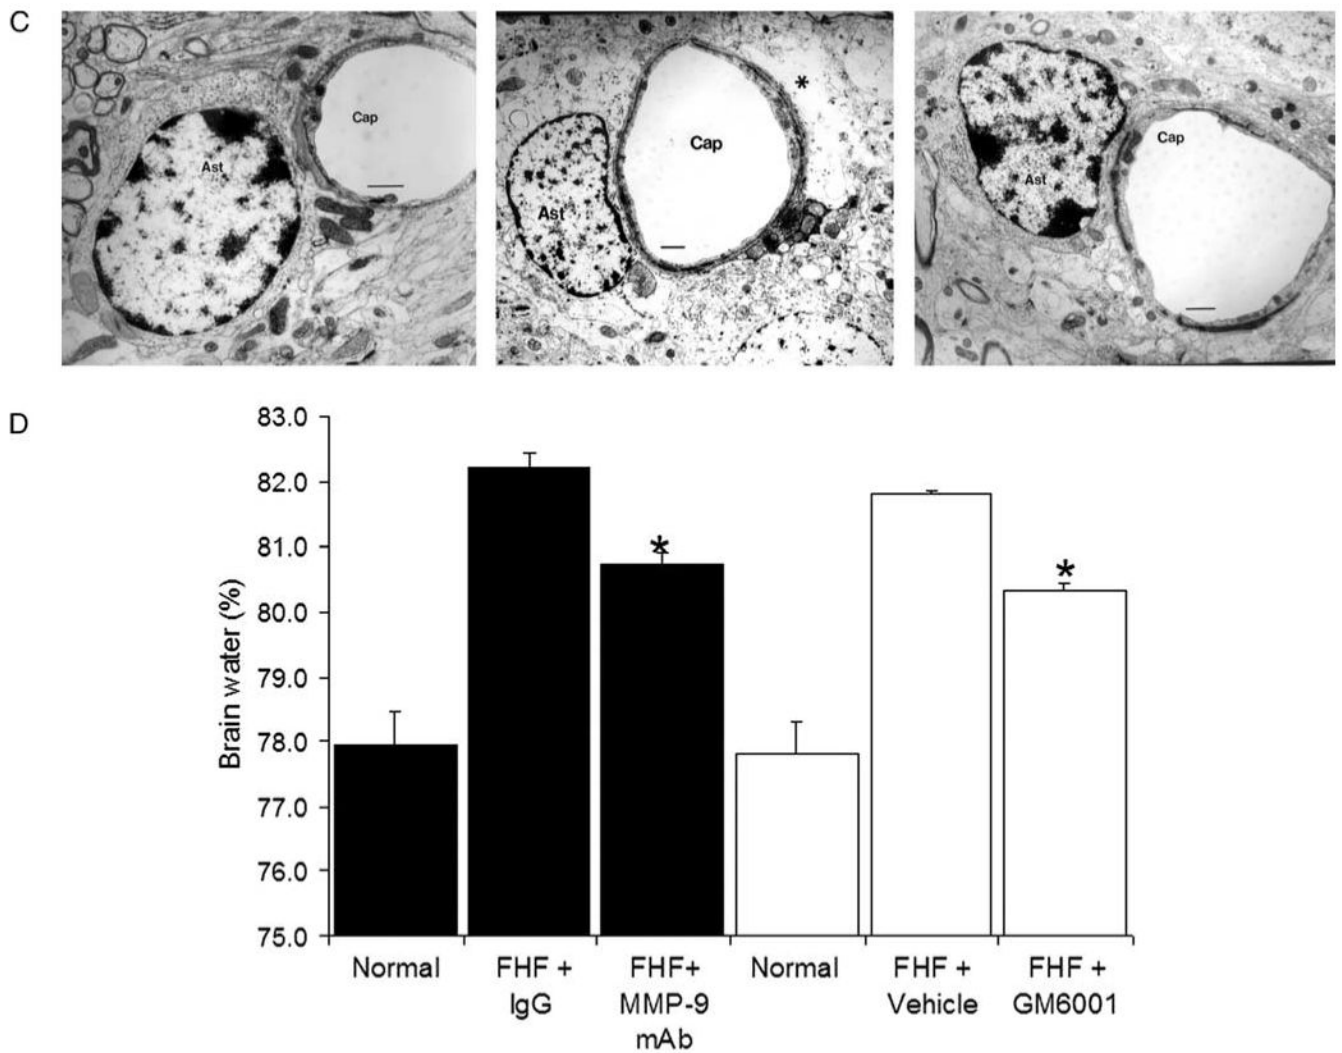 C
Cap
Ast
*
Cap
Ast
Cap
Ast
D
83.0
82.0
81.0
80.0
79.0
78.0
77.0
76.0
75.0
Brain water (%)
*
*
Normal
FHF +
IgG
FHF+
MMP-9
mAb
Normal
FHF +
Vehicle
FHF +
GM6001